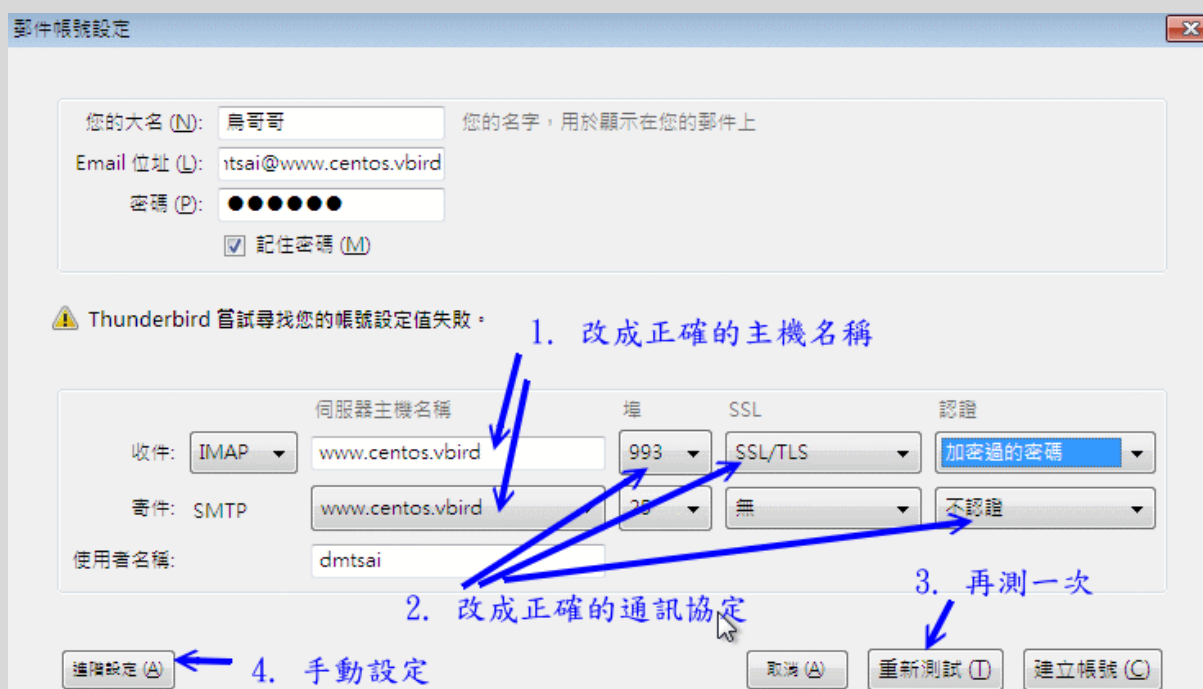 郵件帳號設定
您的大名 (N): 鳥哥哥 您的名字，用於顯示在您的郵件上
Email 位址 (L): ıtsai@www.centos.vbird
密碼 (P): ●●●●●●
記住密碼 (M)
Thunderbird 嘗試尋找您的帳號設定值失敗。
1. 改成正確的主機名稱
伺服器主機名稱 埠 SSL 認證
收件: IMAP www.centos.vbird 993 SSL/TLS 加密過的密碼
寄件: SMTP www.centos.vbird 25 無 不認證
使用者名稱: dmtsai
2. 改成正確的通訊協定
3. 再測一次
進階設定 (A) 4. 手動設定 取消 (A) 重新測試 (T) 建立帳號 (C)